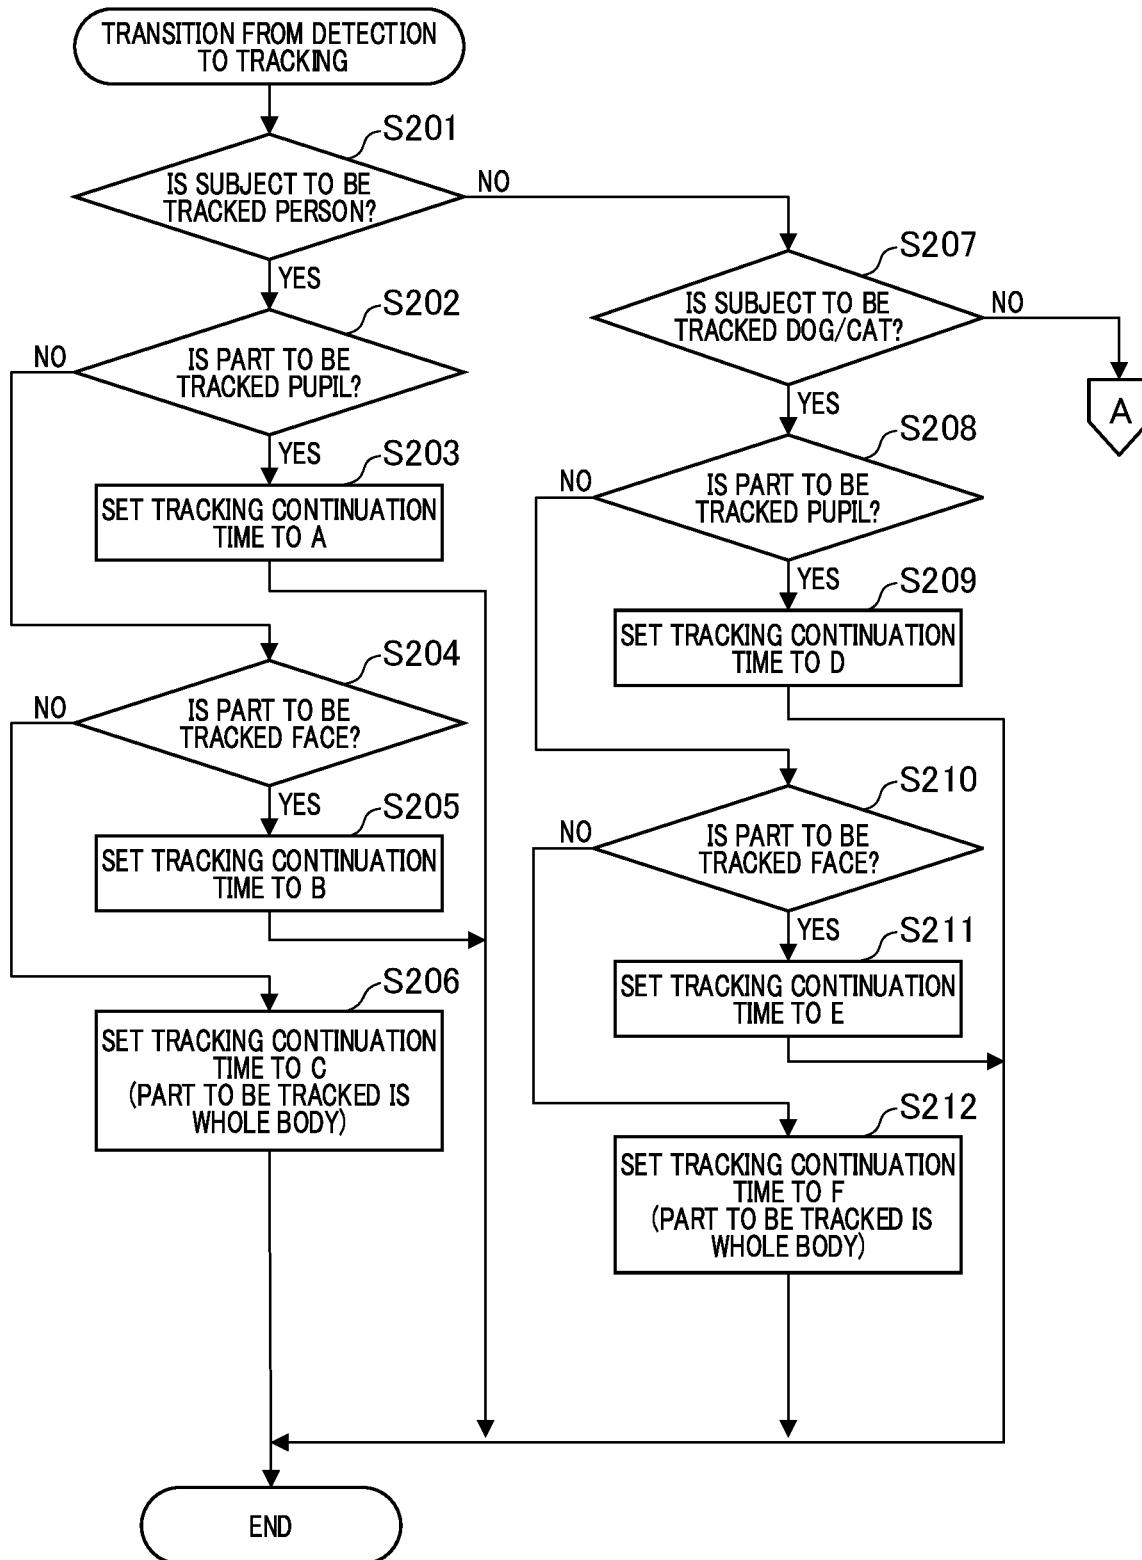 TRANSITION FROM DETECTION
TO TRACKING
S201
IS SUBJECT TO BE
TRACKED PERSON?
NO
YES
S202
IS PART TO BE
TRACKED PUPIL?
NO
YES
S203
SET TRACKING CONTINUATION
TIME TO A
S204
IS PART TO BE
TRACKED FACE?
NO
YES
S205
SET TRACKING CONTINUATION
TIME TO B
S206
SET TRACKING CONTINUATION
TIME TO C
(PART TO BE TRACKED IS
WHOLE BODY)
S207
IS SUBJECT TO BE
TRACKED DOG/CAT?
NO
A
YES
S208
IS PART TO BE
TRACKED PUPIL?
NO
YES
S209
SET TRACKING CONTINUATION
TIME TO D
S210
IS PART TO BE
TRACKED FACE?
NO
YES
S211
SET TRACKING CONTINUATION
TIME TO E
S212
SET TRACKING CONTINUATION
TIME TO F
(PART TO BE TRACKED IS
WHOLE BODY)
END